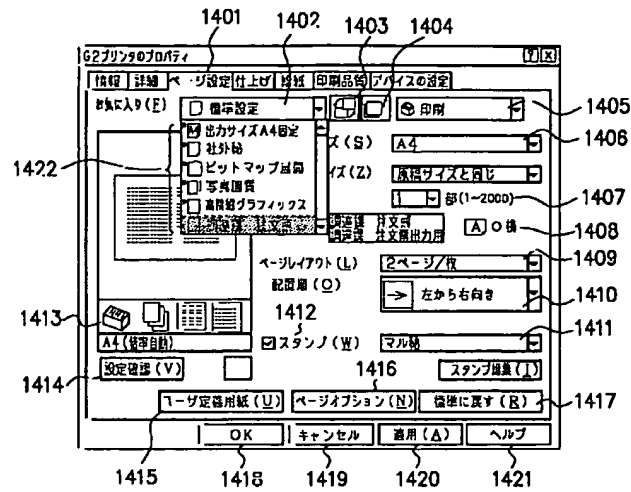 1401 1402 1403 1404
G2プリンタのプロパティ
情報 詳細 ページ設定 仕上げ 給紙 印刷品質 デバイスの設定
お気に入り(F) 標準設定 印刷 1405
出力サイズA4固定 ズ(S) A4 1406
1422 社外秘
ビットマップ品質 イズ(Z) 原稿サイズと同じ
写真画質 1 部(1~2000) 1407
高精細グラフィックス
注文書 A 横 1408
ページレイアウト(L) 2ページ/枚 1409
配置順(O) 左から右向き 1410
1413 1412 1411
A4(倍率自動) スタンプ(W) マル秘
1414 設定確認(V) 1416 スタンプ編集(I)
ユーザ定義用紙(U) ページオプション(N) 標準に戻す(R) 1417
OK キャンセル 適用(A) ヘルプ
1415 1418 1419 1420 1421